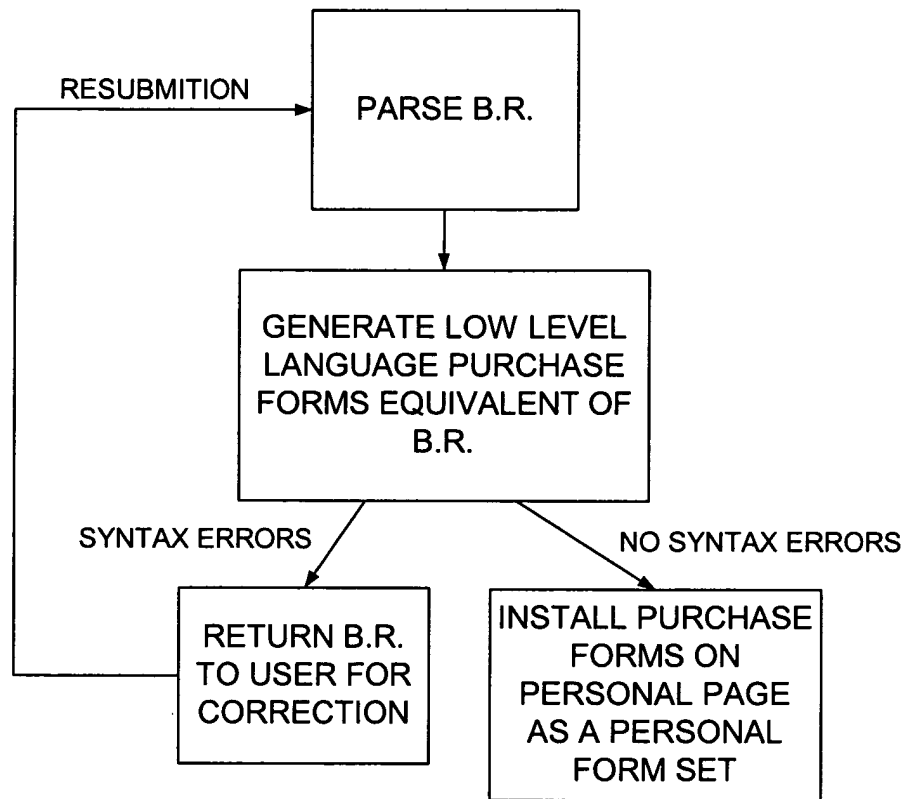 RESUBMITION
PARSE B.R.
GENERATE LOW LEVEL
LANGUAGE PURCHASE
FORMS EQUIVALENT OF
B.R.
SYNTAX ERRORS
NO SYNTAX ERRORS
RETURN B.R.
TO USER FOR
CORRECTION
INSTALL PURCHASE
FORMS ON
PERSONAL PAGE
AS A PERSONAL
FORM SET